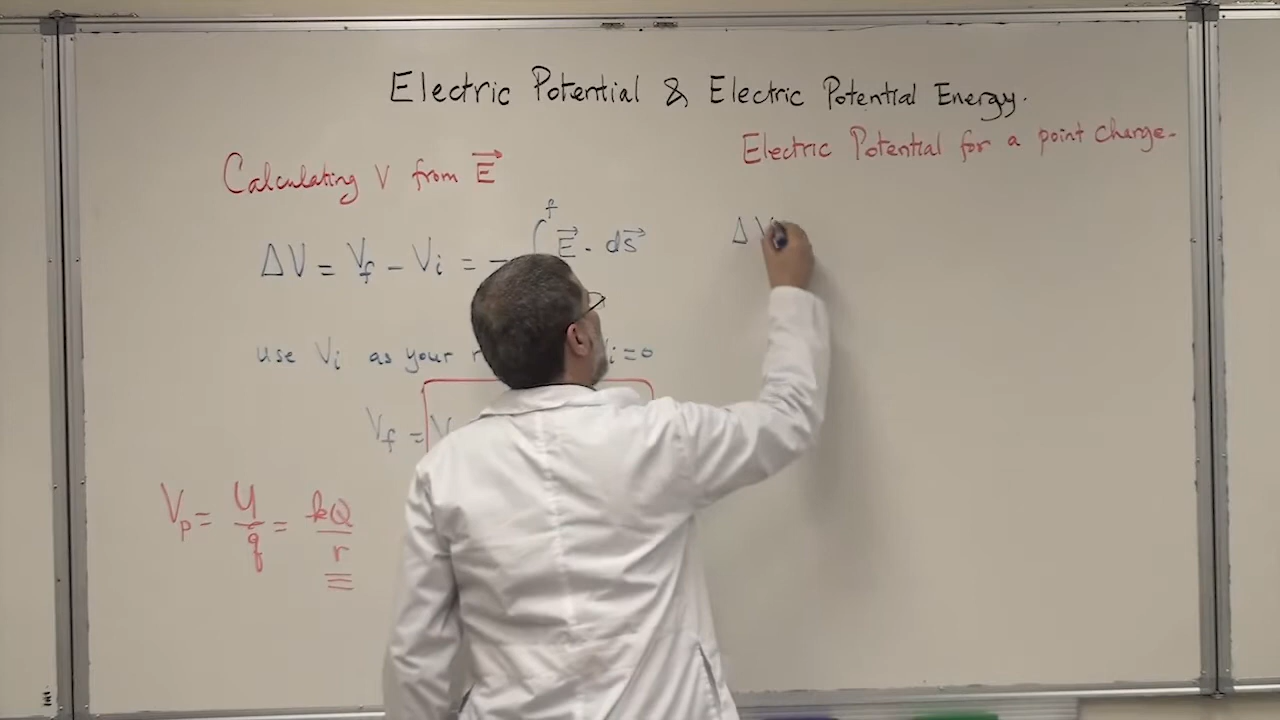 Electric Potential & Electric Potential Energy.
Calculating V from E⃗
ΔV = V_f - V_i = - ∫^f E⃗ · ds⃗
use V_i as your i = 0
V_f = V
V_p = U/q = kQ/r
Electric Potential for a point charge.
ΔV